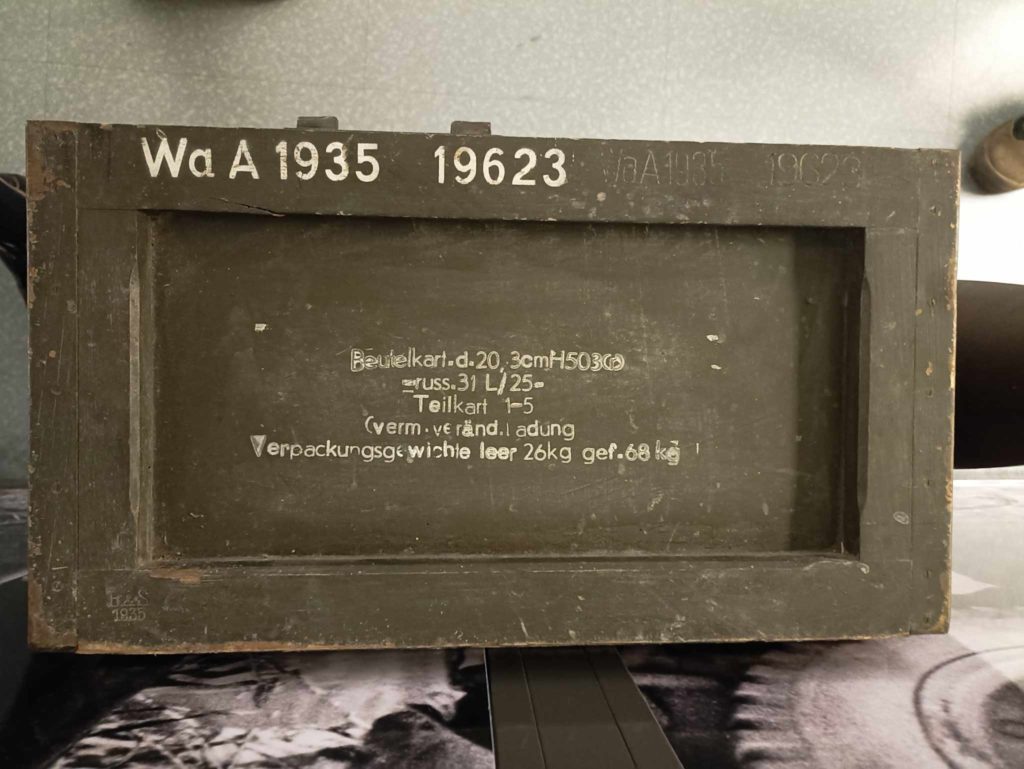 Wa A 1935 19623 WaA1935 19623
Beutelkart.d.20,3cmH503
russ.31 L/25-
Teilkart 1-5
(verm.veränd.Ladung
Verpackungsgewichte leer 26kg gef.68 kg
1935